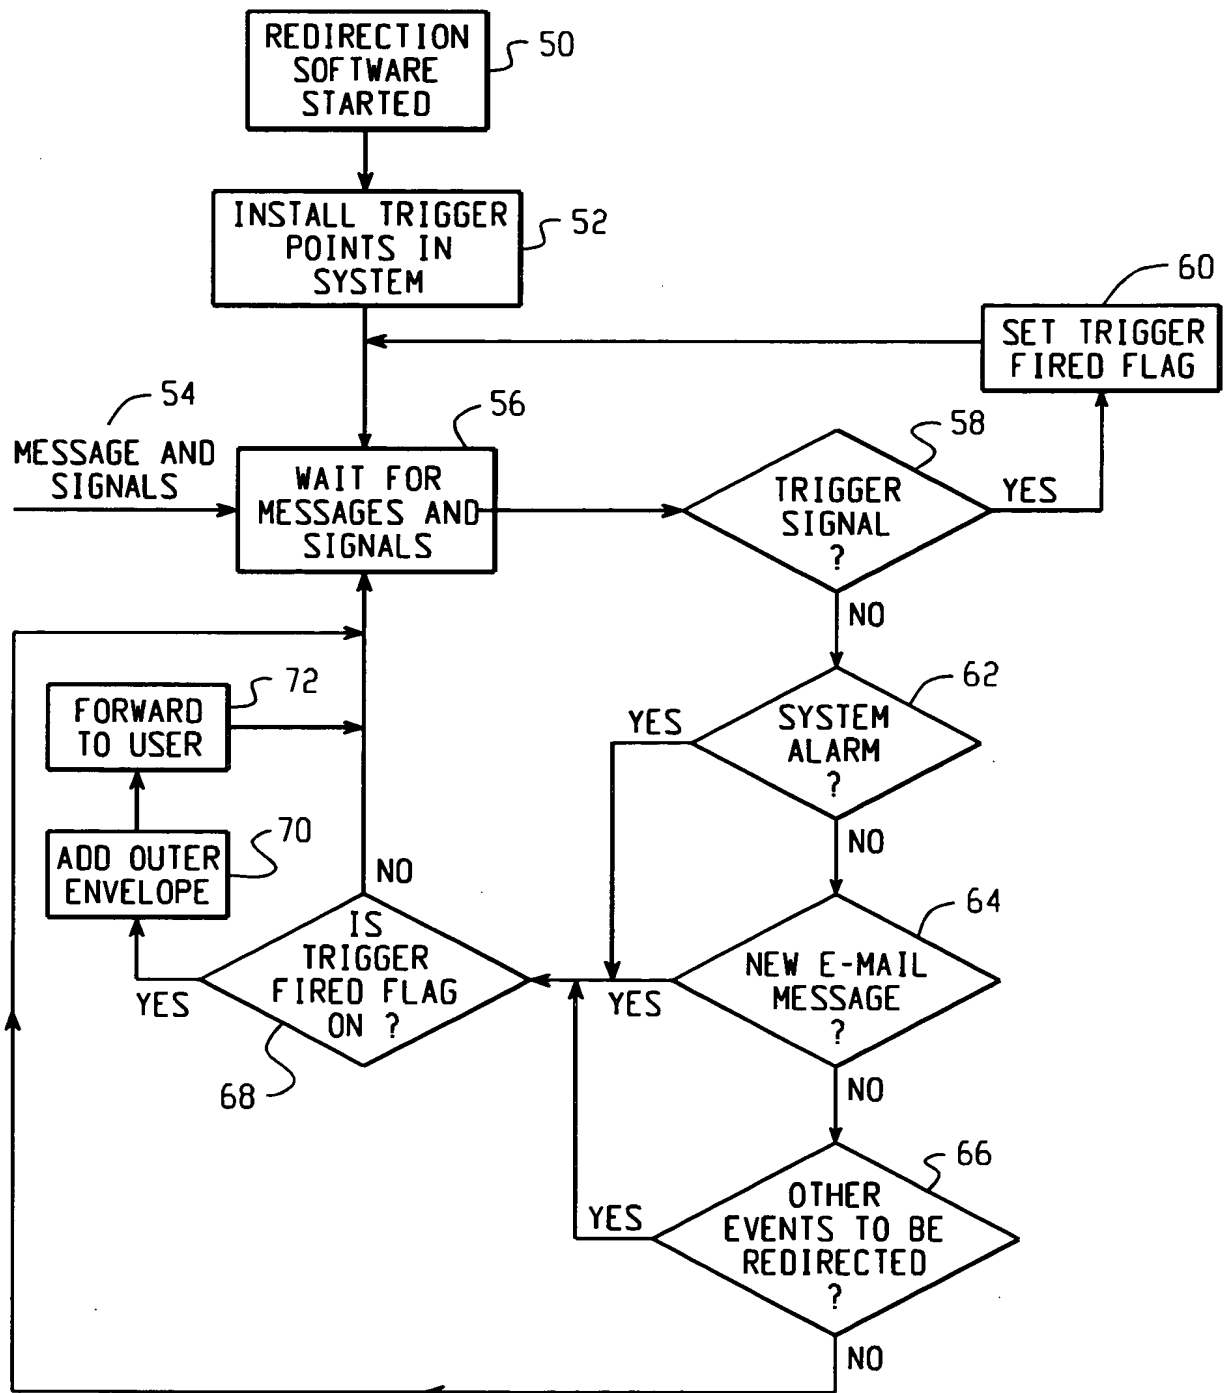 REDIRECTION
SOFTWARE
STARTED
50
INSTALL TRIGGER
POINTS IN
SYSTEM
52
60
SET TRIGGER
FIRED FLAG
54
MESSAGE AND
SIGNALS
56
WAIT FOR
MESSAGES AND
SIGNALS
58
TRIGGER
SIGNAL
?
YES
NO
62
SYSTEM
ALARM
?
YES
NO
72
FORWARD
TO USER
70
ADD OUTER
ENVELOPE
NO
IS
TRIGGER
FIRED FLAG
ON ?
YES
68
64
NEW E-MAIL
MESSAGE
?
YES
NO
66
OTHER
EVENTS TO BE
REDIRECTED
?
YES
NO